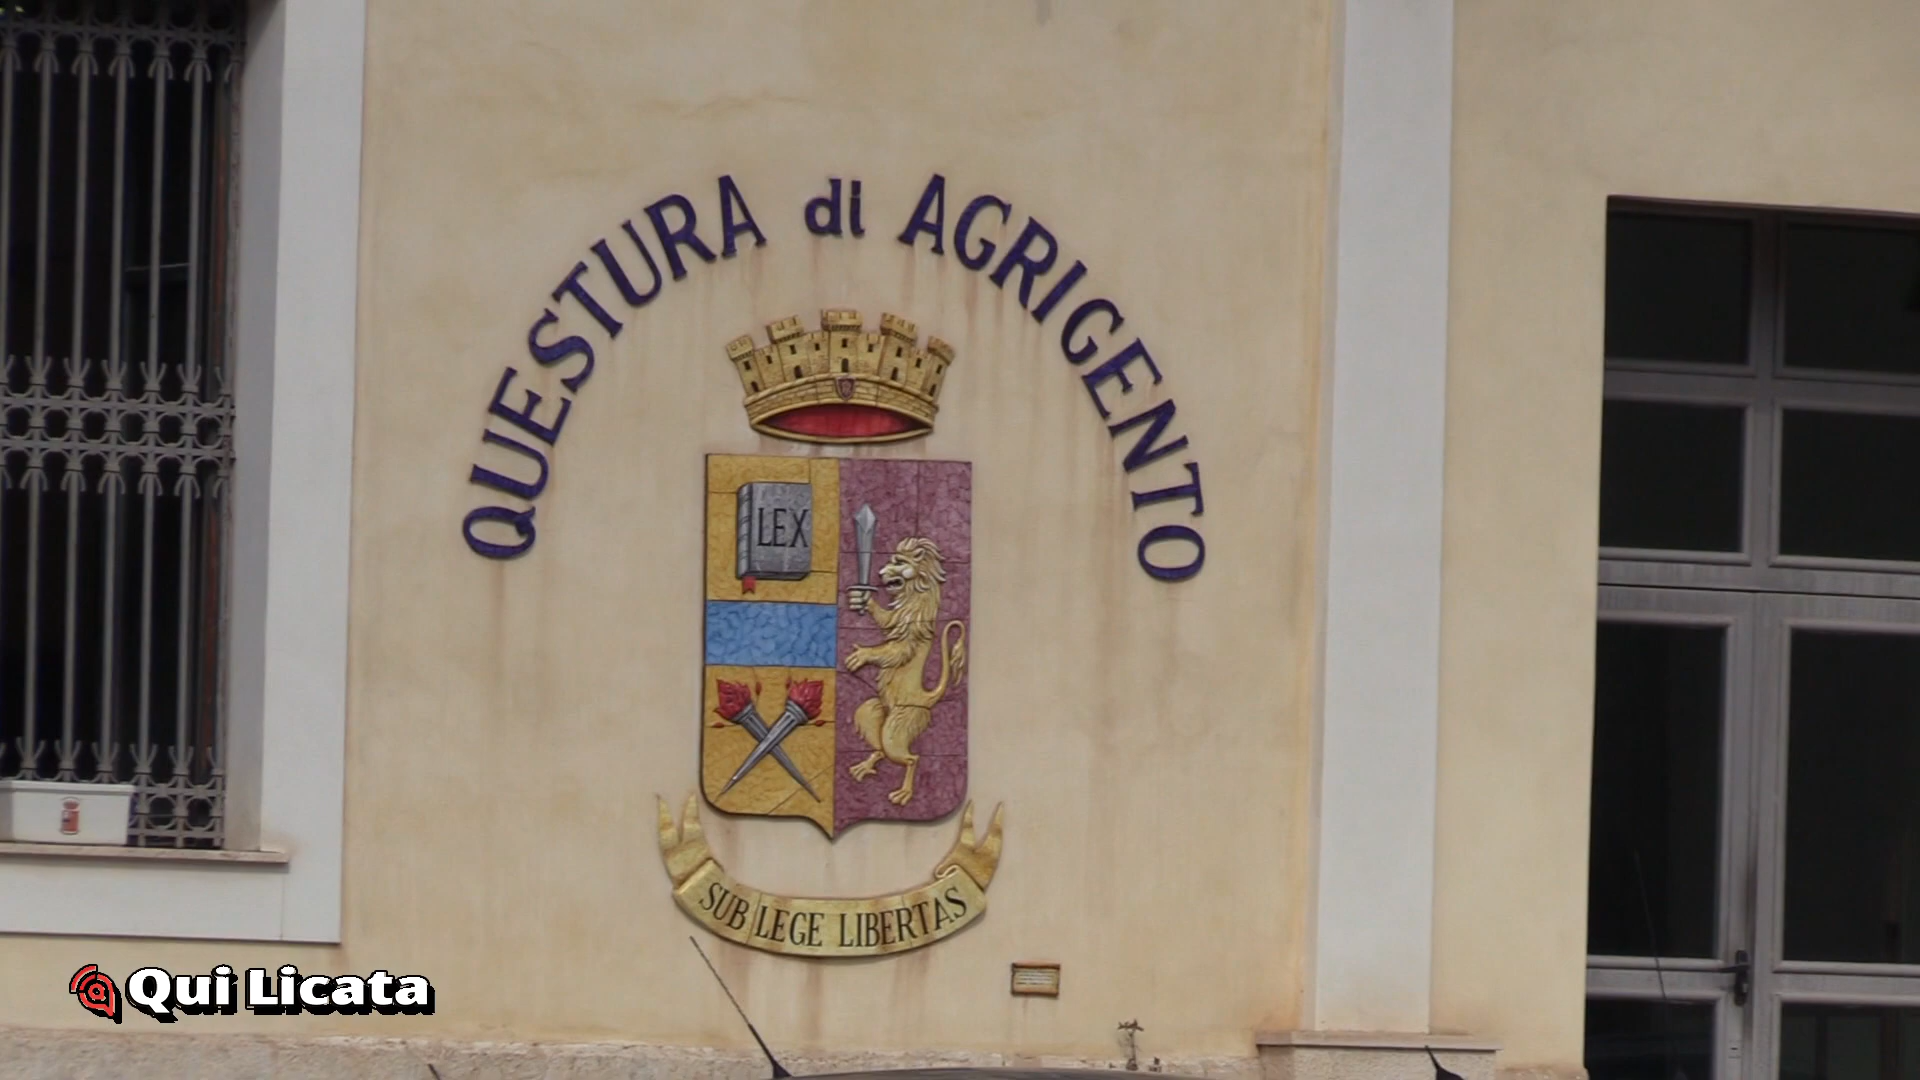 QUESTURA di AGRIGENTO
LEX
SUB LEGE LIBERTAS
Qui Licata